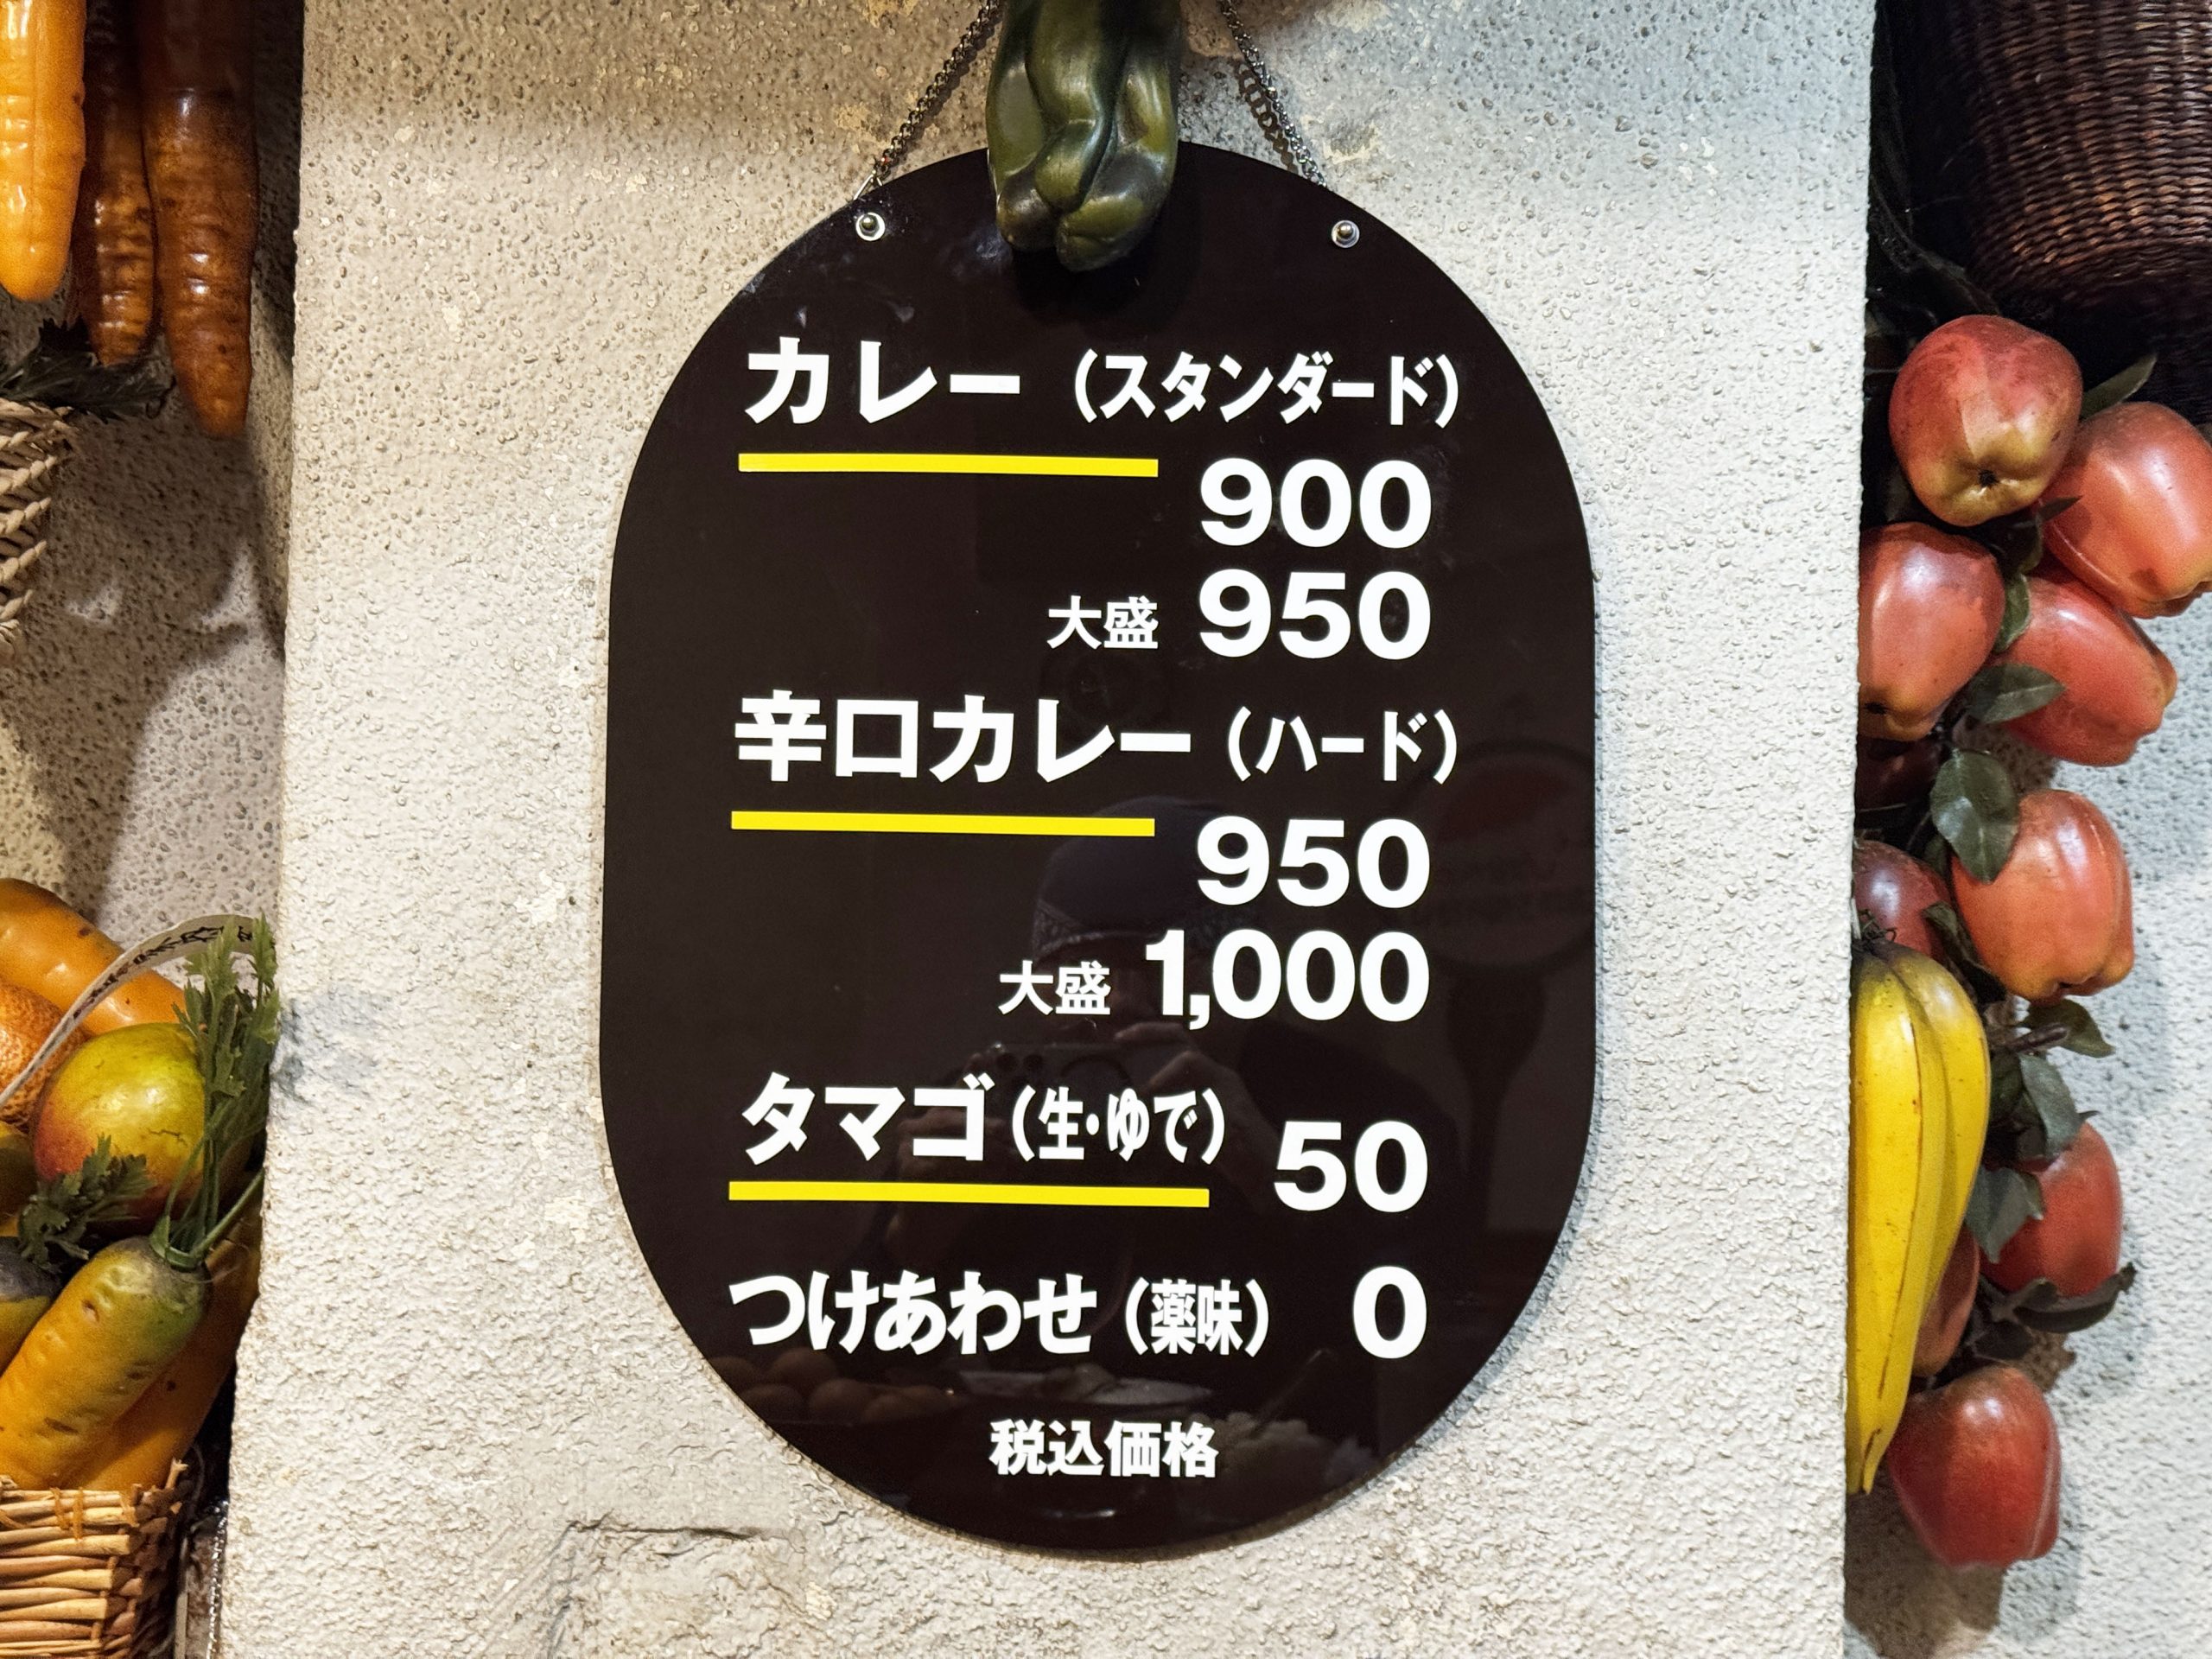 カレー（スタンダード）
900
大盛 950
辛口カレー（ハード）
950
大盛 1,000
タマゴ（生・ゆで） 50
つけあわせ（薬味） 0
税込価格